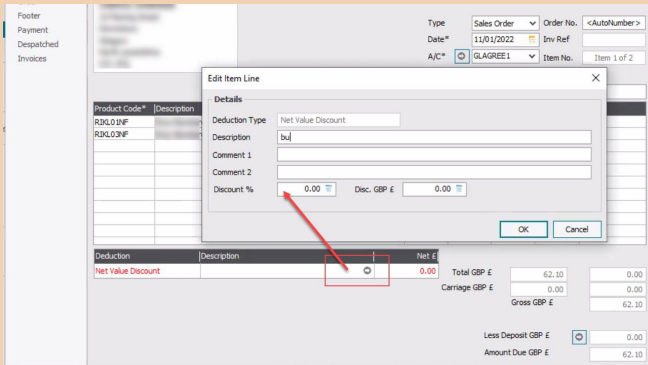 Footer
Payment
Despatched
Invoices
Type Sales Order Order No. <AutoNumber>
Date* 11/01/2022 Inv Ref
A/C* GLAGREE1 Item No. Item 1 of 2
Edit Item Line
Details
Deduction Type Net Value Discount
Description bu
Comment 1
Comment 2
Discount % 0.00 Disc. GBP £ 0.00
OK Cancel
Product Code* Description
RIKL01NF
RIKL03NF
Deduction Description Net £
Net Value Discount 0.00
Total GBP £ 62.10 0.00
Carriage GBP £ 0.00 0.00
Gross GBP £ 62.10
Less Deposit GBP £ 0.00
Amount Due GBP £ 62.10